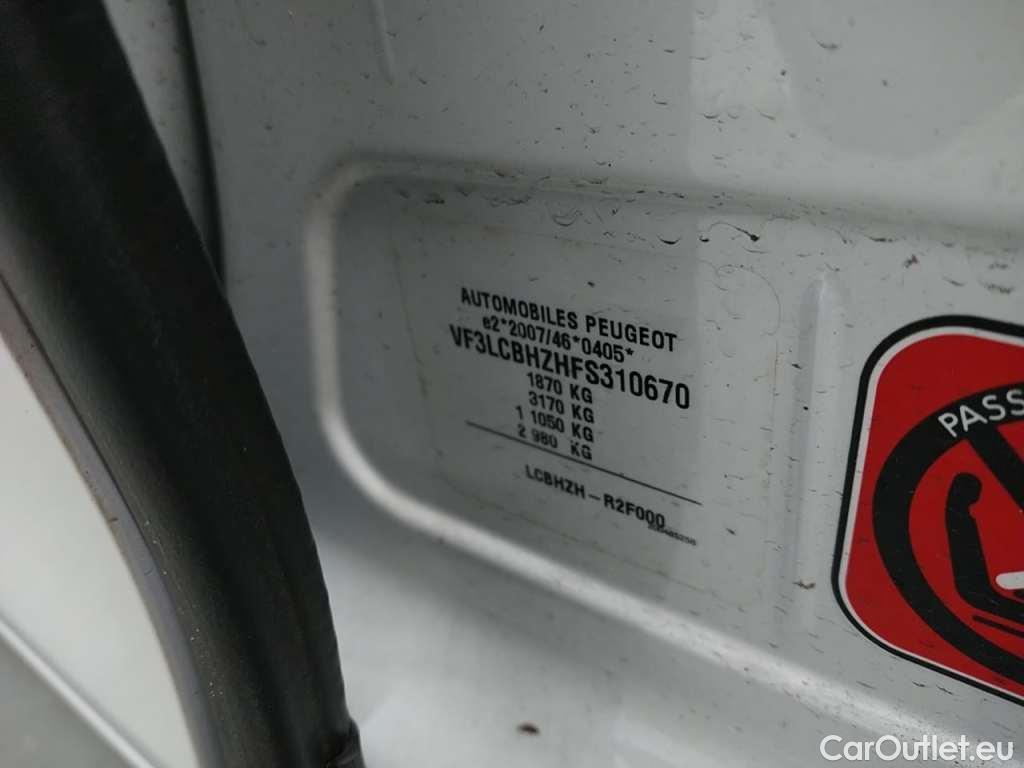 AUTOMOBILES PEUGEOT
e2*2007/46*0405*
VF3LCBHZHFS310670
1870 KG
3170 KG
1 1050 KG
2 980 KG
LCBHZH-R2F000
PASS
CarOutlet.eu